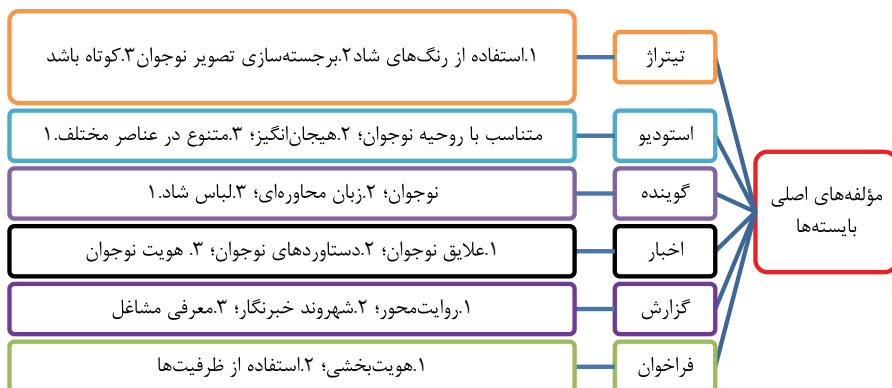 مؤلفه‌های اصلی
بایسته‌ها
تیتراژ
۱.استفاده از رنگ‌های شاد۲.برجسته‌سازی تصویر نوجوان۳.کوتاه باشد
استودیو
متناسب با روحیه نوجوان؛ ۲.هیجان‌انگیز؛ ۳.متنوع در عناصر مختلف.۱
گوینده
نوجوان؛ ۲.زبان محاوره‌ای؛ ۳.لباس شاد.۱
اخبار
۱.علایق نوجوان؛ ۲.دستاوردهای نوجوان؛ ۳. هویت نوجوان
گزارش
۱.روایت‌محور؛ ۲.شهروند خبرنگار؛ ۳.معرفی مشاغل
فراخوان
۱.هویت‌بخشی؛ ۲.استفاده از ظرفیت‌ها